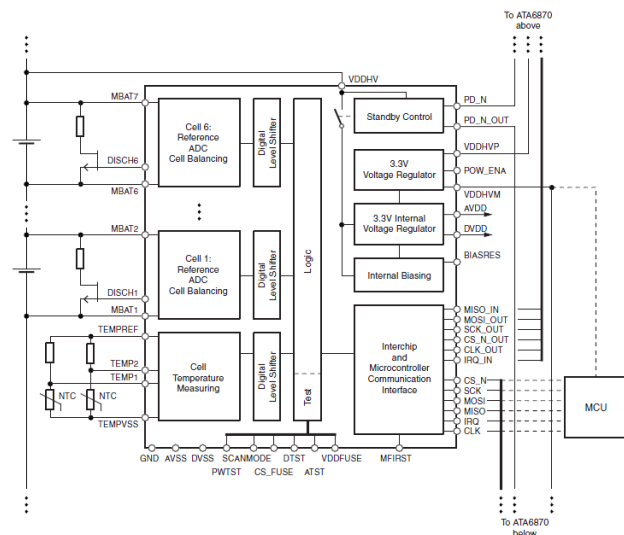 To ATA6870
above
VDDHV
MBAT7
Cell 6:
Reference
ADC
Cell Balancing
Digital
Level Shifter
DISCH6
MBAT6
MBAT2
Cell 1:
Reference
ADC
Cell Balancing
Digital
Level Shifter
DISCH1
MBAT1
TEMPREF
TEMP2
TEMP1
NTC
NTC
TEMPVSS
Cell
Temperature
Measuring
Digital
Level Shifter
Logic
Test
Standby Control
3.3V
Voltage Regulator
3.3V Internal
Voltage Regulator
Internal Biasing
Interchip
and
Microcontroller
Communication
Interface
PD_N
PD_N_OUT
VDDHVP
POW_ENA
VDDHVM
AVDD
DVDD
BIASRES
MISO_IN
MOSI_OUT
SCK_OUT
CS_N_OUT
CLK_OUT
IRQ_IN
CS_N
SCK
MOSI
MISO
IRQ
CLK
MCU
GND
AVSS
DVSS
SCANMODE
DTST
VDDFUSE
MFIRST
PWTST
CS_FUSE
ATST
To ATA6870
below